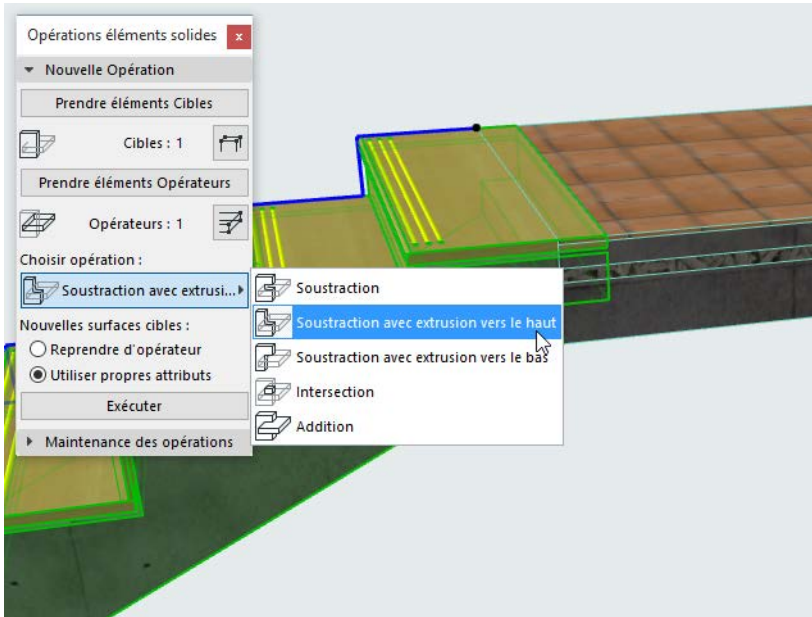 Opérations éléments solides
x
Nouvelle Opération
Prendre éléments Cibles
Cibles : 1
Prendre éléments Opérateurs
Opérateurs : 1
Choisir opération :
Soustraction avec extrusi...
Soustraction
Soustraction avec extrusion vers le haut
Soustraction avec extrusion vers le bas
Intersection
Addition
Nouvelles surfaces cibles :
Reprendre d'opérateur
Utiliser propres attributs
Exécuter
Maintenance des opérations